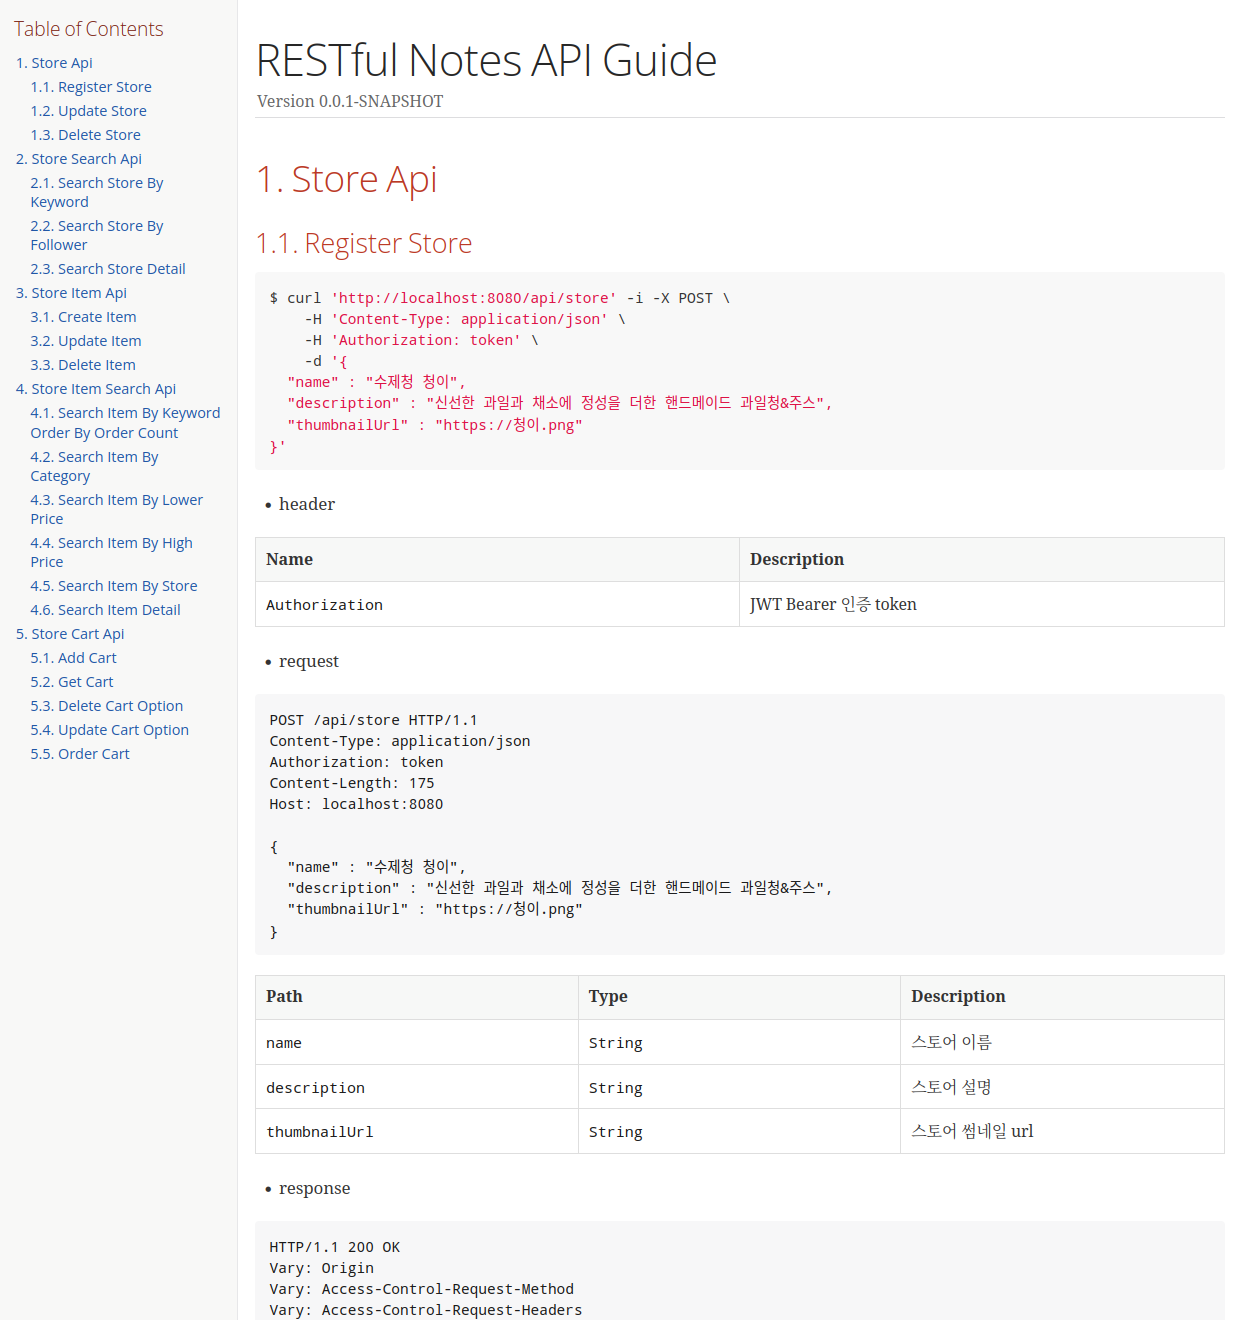 Table of Contents
1. Store Api
1.1. Register Store
1.2. Update Store
1.3. Delete Store
2. Store Search Api
2.1. Search Store By
Keyword
2.2. Search Store By
Follower
2.3. Search Store Detail
3. Store Item Api
3.1. Create Item
3.2. Update Item
3.3. Delete Item
4. Store Item Search Api
4.1. Search Item By Keyword
Order By Order Count
4.2. Search Item By
Category
4.3. Search Item By Lower
Price
4.4. Search Item By High
Price
4.5. Search Item By Store
4.6. Search Item Detail
5. Store Cart Api
5.1. Add Cart
5.2. Get Cart
5.3. Delete Cart Option
5.4. Update Cart Option
5.5. Order Cart
RESTful Notes API Guide
Version 0.0.1-SNAPSHOT
1. Store Api
1.1. Register Store
$ curl 'http://localhost:8080/api/store' -i -X POST \
    -H 'Content-Type: application/json' \
    -H 'Authorization: token' \
    -d '{
  "name" : "수제청 청이",
  "description" : "신선한 과일과 채소에 정성을 더한 핸드메이드 과일청&주스",
  "thumbnailUrl" : "https://청이.png"
}'
• header
Name Description
Authorization JWT Bearer 인증 token
• request
POST /api/store HTTP/1.1
Content-Type: application/json
Authorization: token
Content-Length: 175
Host: localhost:8080
{
  "name" : "수제청 청이",
  "description" : "신선한 과일과 채소에 정성을 더한 핸드메이드 과일청&주스",
  "thumbnailUrl" : "https://청이.png"
}
Path Type Description
name String 스토어 이름
description String 스토어 설명
thumbnailUrl String 스토어 썸네일 url
• response
HTTP/1.1 200 OK
Vary: Origin
Vary: Access-Control-Request-Method
Vary: Access-Control-Request-Headers